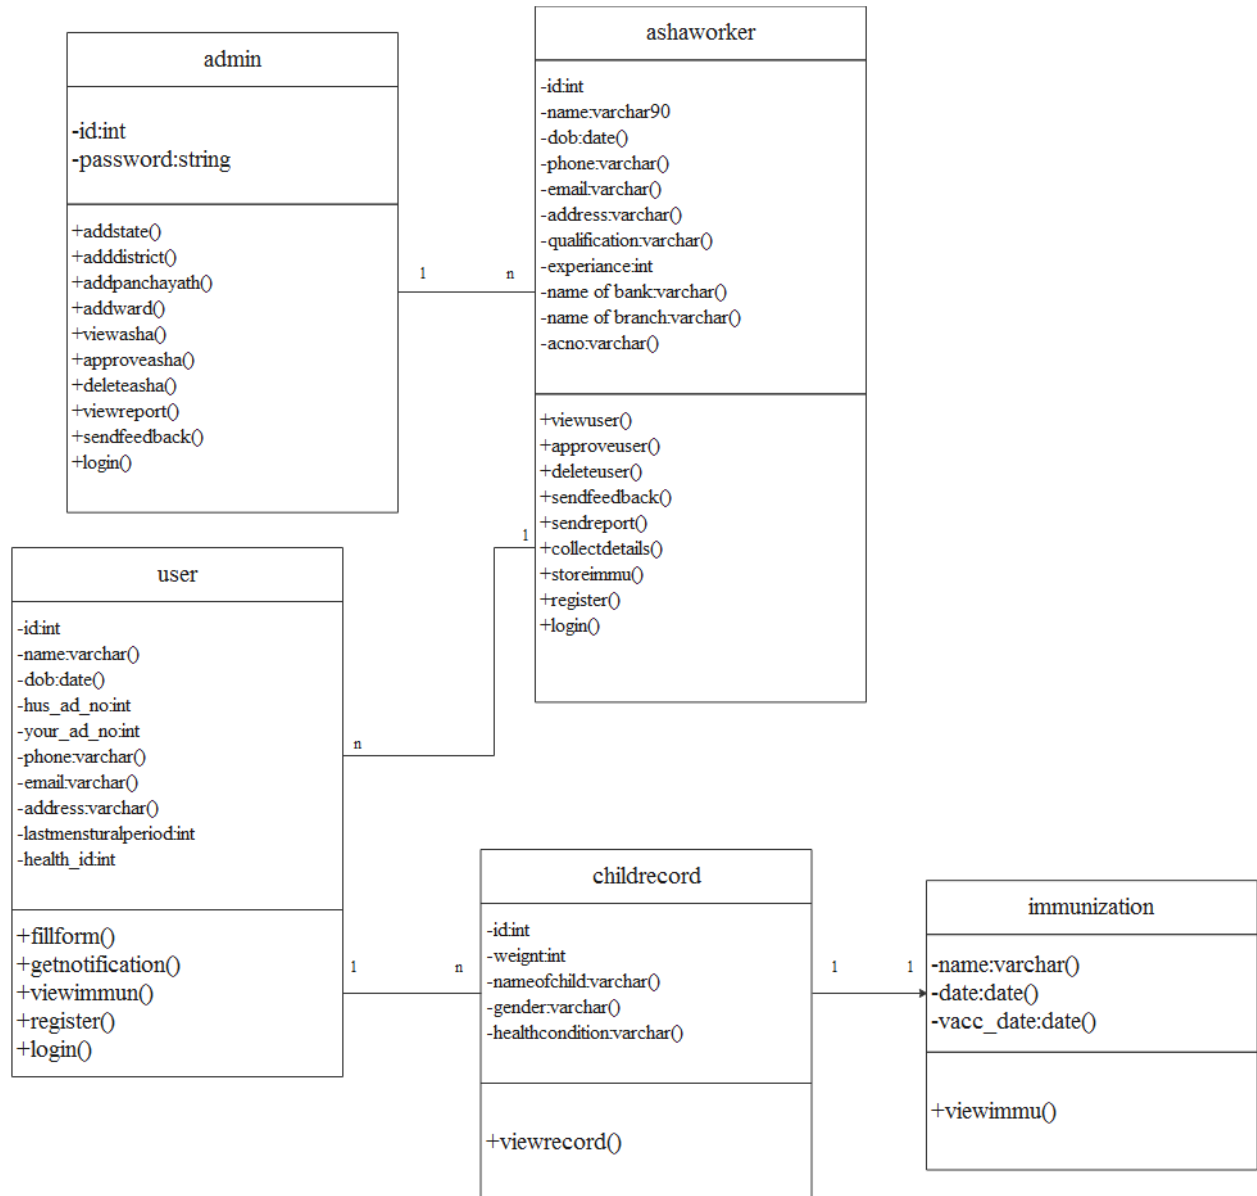 admin
-id:int
-password:string
+addstate()
+adddistrict()
+addpanchayath()
+addward()
+viewasha()
+approveasha()
+deleteasha()
+viewreport()
+sendfeedback()
+login()
1
n
ashaworker
-id:int
-name:varchar90
-dob:date()
-phone:varchar()
-email:varchar()
-address:varchar()
-qualification:varchar()
-experiance:int
-name of bank:varchar()
-name of branch:varchar()
-acno:varchar()
+viewuser()
+approveuser()
+deleteuser()
+sendfeedback()
+sendreport()
+collectdetails()
+storeimmu()
+register()
+login()
1
n
user
-id:int
-name:varchar()
-dob:date()
-hus_ad_no:int
-your_ad_no:int
-phone:varchar()
-email:varchar()
-address:varchar()
-lastmensturalperiod:int
-health_id:int
+fillform()
+getnotification()
+viewimmun()
+register()
+login()
1
n
childrecord
-id:int
-weignt:int
-nameofchild:varchar()
-gender:varchar()
-healthcondition:varchar()
+viewrecord()
1
1
immunization
-name:varchar()
-date:date()
-vacc_date:date()
+viewimmu()